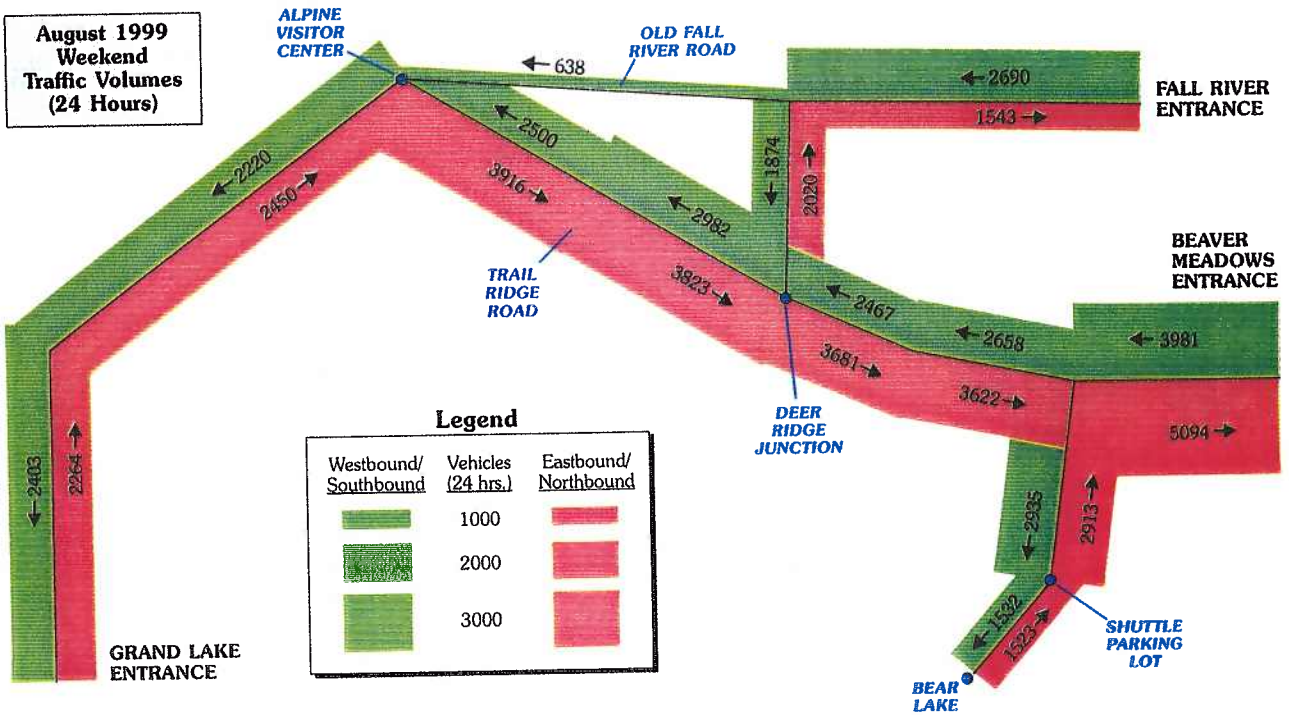 August 1999
Weekend
Traffic Volumes
(24 Hours)
ALPINE
VISITOR
CENTER
OLD FALL
RIVER ROAD
638
2690
1543
FALL RIVER
ENTRANCE
2500
2220
2450
3916
2982
1874
2020
BEAVER
MEADOWS
ENTRANCE
TRAIL
RIDGE
ROAD
3823
2467
2658
3981
3681
3622
5094
DEER
RIDGE
JUNCTION
2403
2264
Legend
Westbound/
Southbound
Vehicles
(24 hrs.)
Eastbound/
Northbound
1000
2000
3000
2935
2913
1532
1523
SHUTTLE
PARKING
LOT
BEAR
LAKE
GRAND LAKE
ENTRANCE